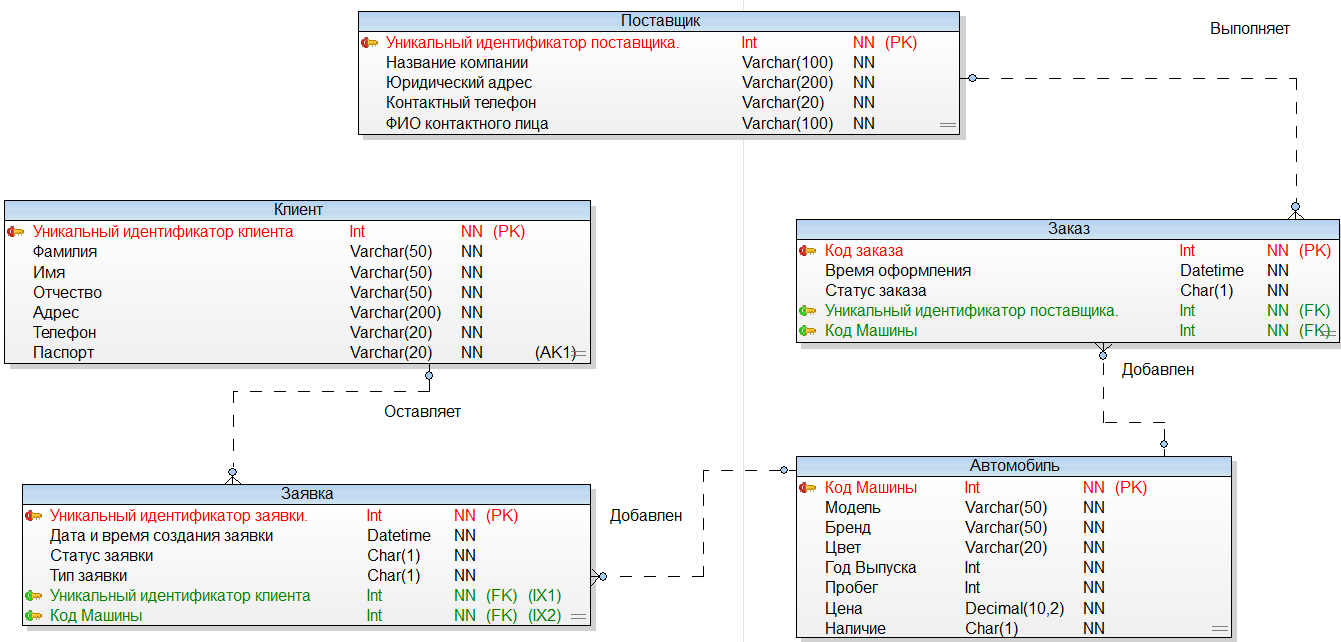 Поставщик
Уникальный идентификатор поставщика. Int NN (PK)
Название компании Varchar(100) NN
Юридический адрес Varchar(200) NN
Контактный телефон Varchar(20) NN
ФИО контактного лица Varchar(100) NN
Выполняет
Клиент
Уникальный идентификатор клиента Int NN (PK)
Фамилия Varchar(50) NN
Имя Varchar(50) NN
Отчество Varchar(50) NN
Адрес Varchar(200) NN
Телефон Varchar(20) NN
Паспорт Varchar(20) NN (AK1)
Заказ
Код заказа Int NN (PK)
Время оформления Datetime NN
Статус заказа Char(1) NN
Уникальный идентификатор поставщика. Int NN (FK)
Код Машины Int NN (FK)
Добавлен
Оставляет
Заявка
Уникальный идентификатор заявки. Int NN (PK)
Дата и время создания заявки Datetime NN
Статус заявки Char(1) NN
Тип заявки Char(1) NN
Уникальный идентификатор клиента Int NN (FK) (IX1)
Код Машины Int NN (FK) (IX2)
Добавлен
Автомобиль
Код Машины Int NN (PK)
Модель Varchar(50) NN
Бренд Varchar(50) NN
Цвет Varchar(20) NN
Год Выпуска Int NN
Пробег Int NN
Цена Decimal(10,2) NN
Наличие Char(1) NN